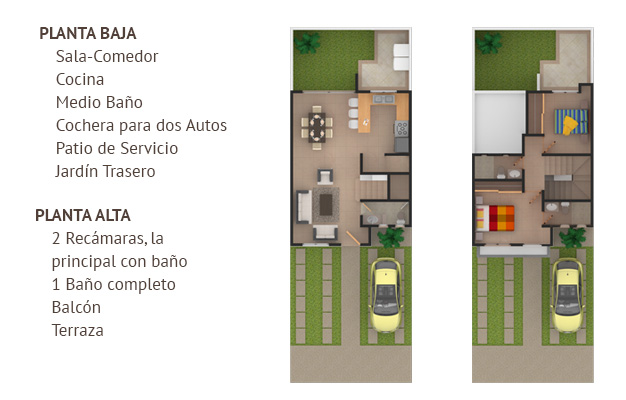 PLANTA BAJA
Sala-Comedor
Cocina
Medio Baño
Cochera para dos Autos
Patio de Servicio
Jardín Trasero
PLANTA ALTA
2 Recámaras, la
principal con baño
1 Baño completo
Balcón
Terraza